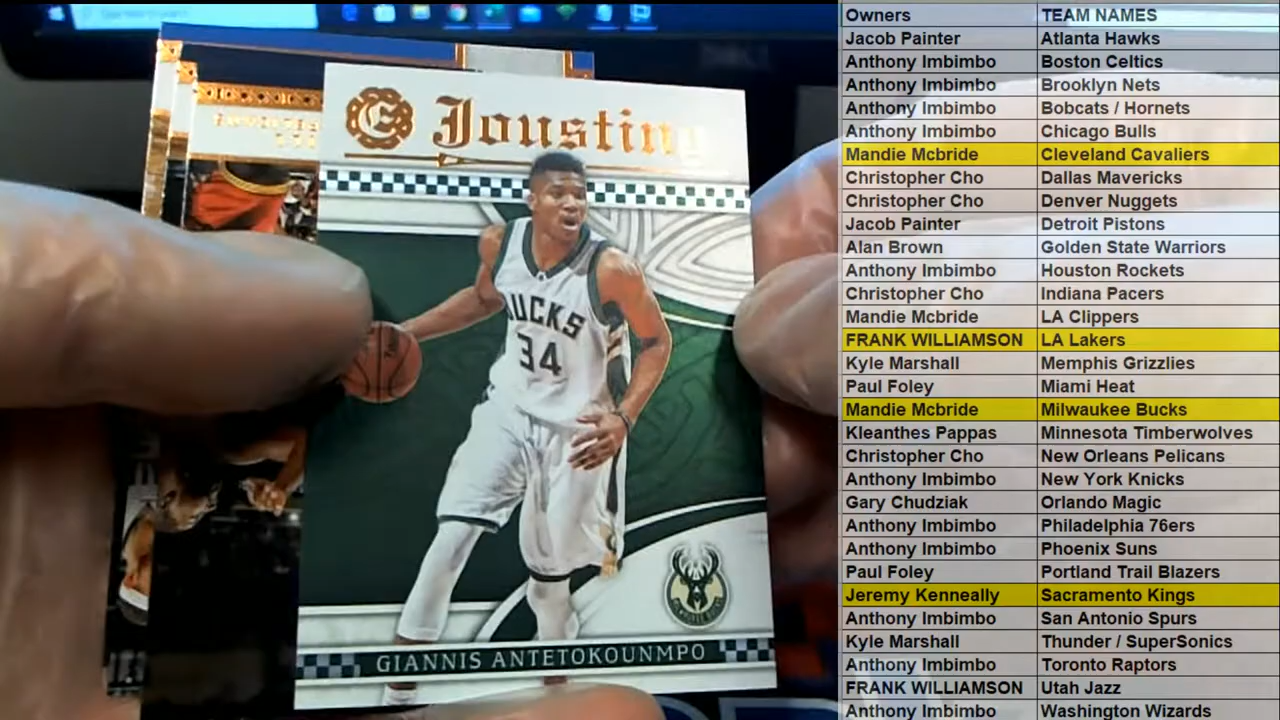 Jousting
BUCKS
34
GIANNIS ANTETOKOUNMPO
Owners TEAM NAMES
Jacob Painter Atlanta Hawks
Anthony Imbimbo Boston Celtics
Anthony Imbimbo Brooklyn Nets
Anthony Imbimbo Bobcats / Hornets
Anthony Imbimbo Chicago Bulls
Mandie Mcbride Cleveland Cavaliers
Christopher Cho Dallas Mavericks
Christopher Cho Denver Nuggets
Jacob Painter Detroit Pistons
Alan Brown Golden State Warriors
Anthony Imbimbo Houston Rockets
Christopher Cho Indiana Pacers
Mandie Mcbride LA Clippers
FRANK WILLIAMSON LA Lakers
Kyle Marshall Memphis Grizzlies
Paul Foley Miami Heat
Mandie Mcbride Milwaukee Bucks
Kleanthes Pappas Minnesota Timberwolves
Christopher Cho New Orleans Pelicans
Anthony Imbimbo New York Knicks
Gary Chudziak Orlando Magic
Anthony Imbimbo Philadelphia 76ers
Anthony Imbimbo Phoenix Suns
Paul Foley Portland Trail Blazers
Jeremy Kenneally Sacramento Kings
Anthony Imbimbo San Antonio Spurs
Kyle Marshall Thunder / SuperSonics
Anthony Imbimbo Toronto Raptors
FRANK WILLIAMSON Utah Jazz
Anthony Imbimbo Washington Wizards